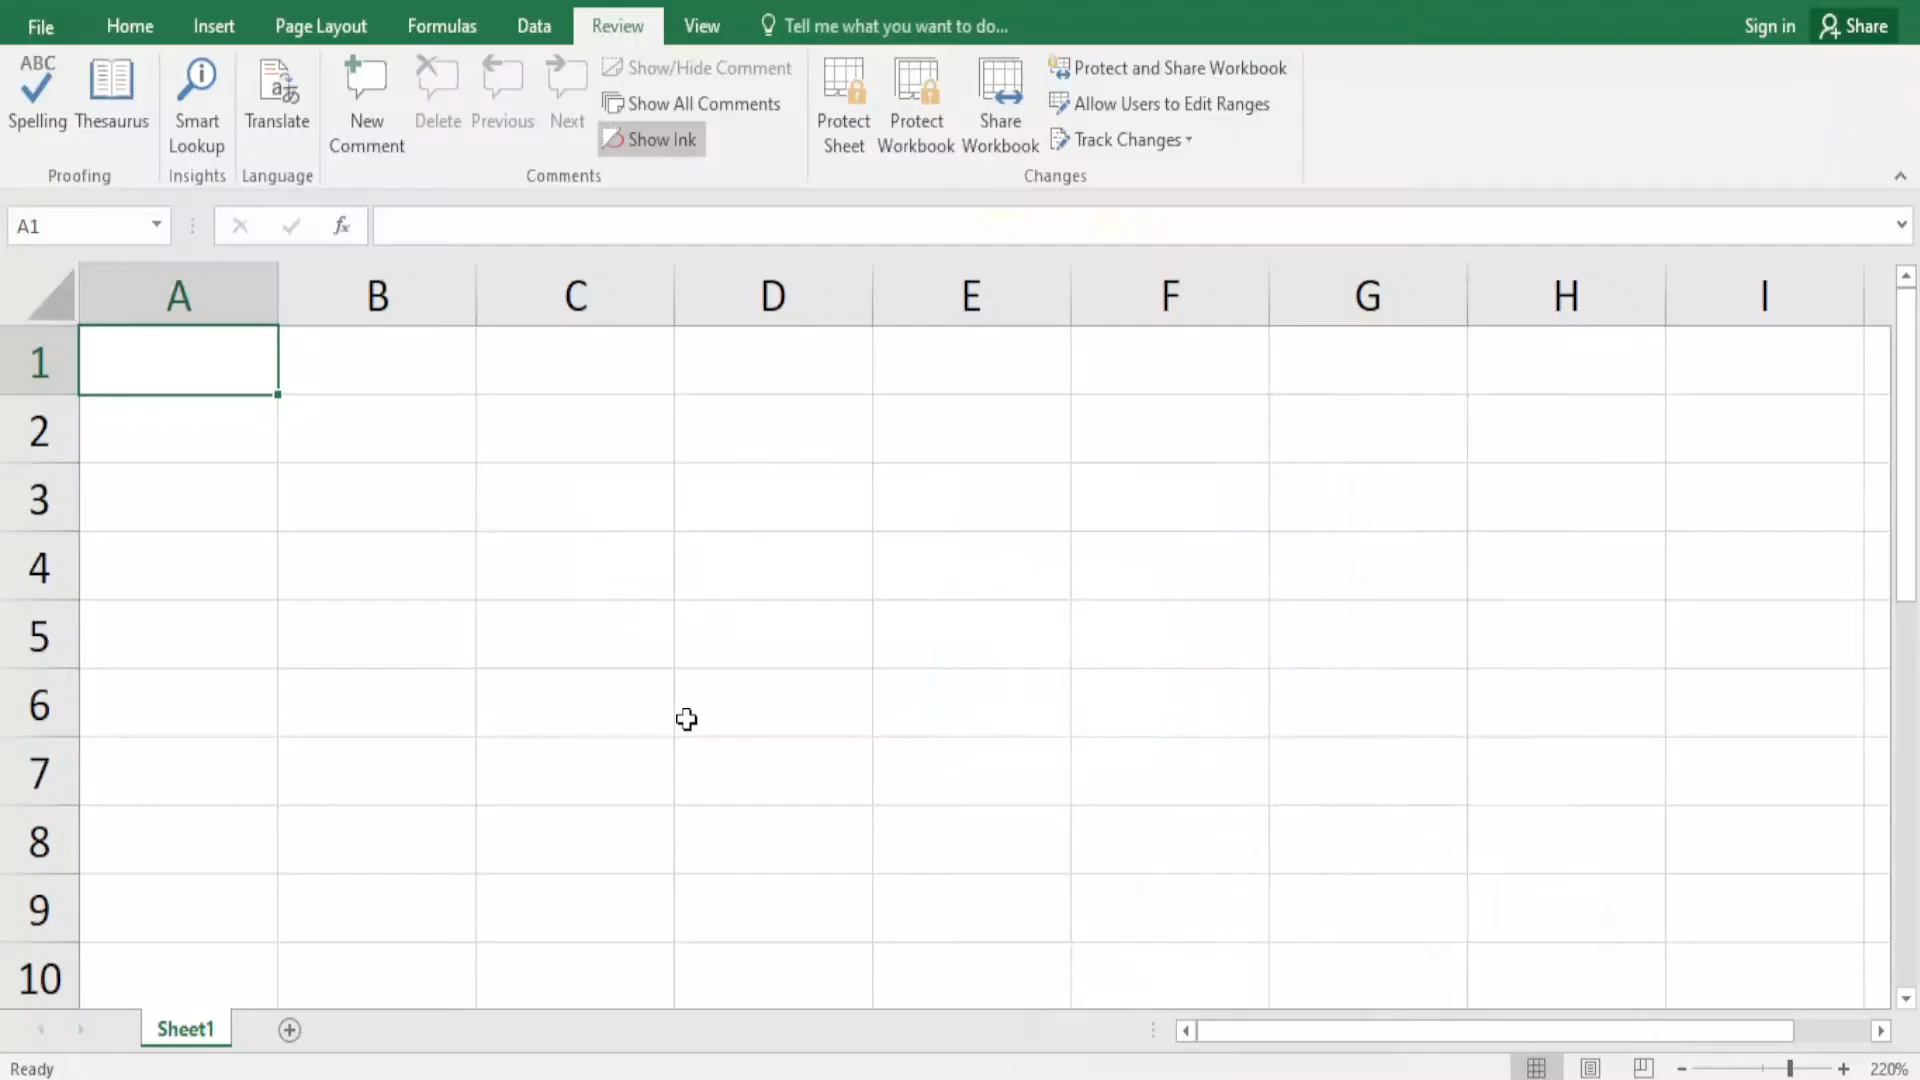 File Home Insert Page Layout Formulas Data Review View Tell me what you want to do... Sign in Share
ABC
Spelling Thesaurus Smart Lookup Translate New Comment Delete Previous Next
Show/Hide Comment
Show All Comments
Show Ink
Protect Sheet Protect Workbook Share Workbook
Protect and Share Workbook
Allow Users to Edit Ranges
Track Changes
Proofing Insights Language Comments Changes
A1 fx
A B C D E F G H I
1
2
3
4
5
6
7
8
9
10
Sheet1
Ready 220%